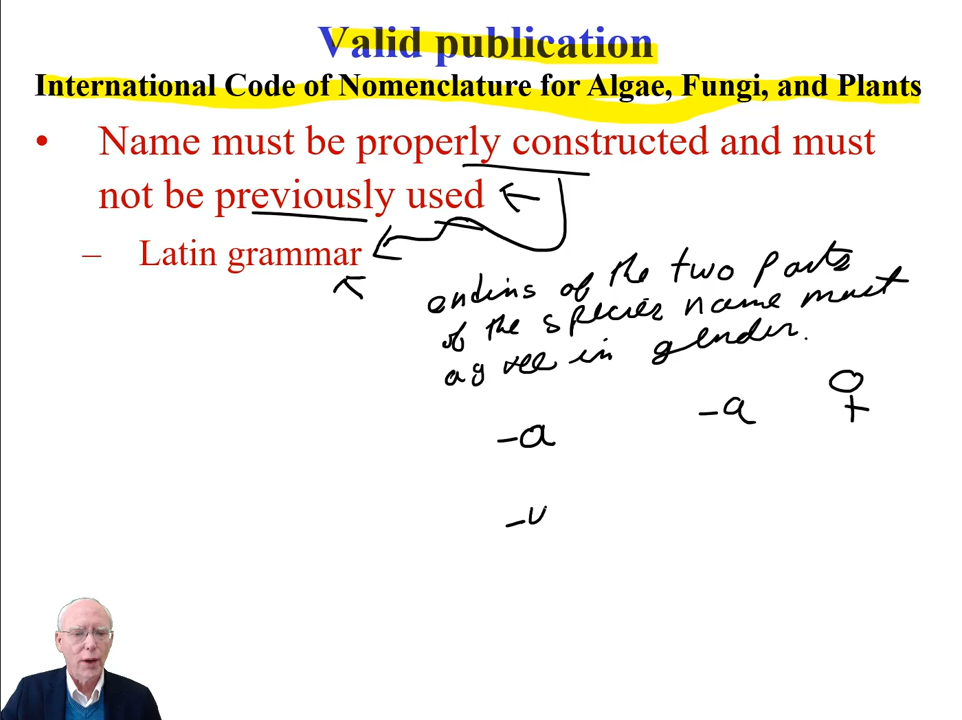 Valid publication
International Code of Nomenclature for Algae, Fungi, and Plants
• Name must be properly constructed and must
not be previously used
– Latin grammar
endins of the two parts
of the species name must
agree in gender.
-a -a ♀
-u